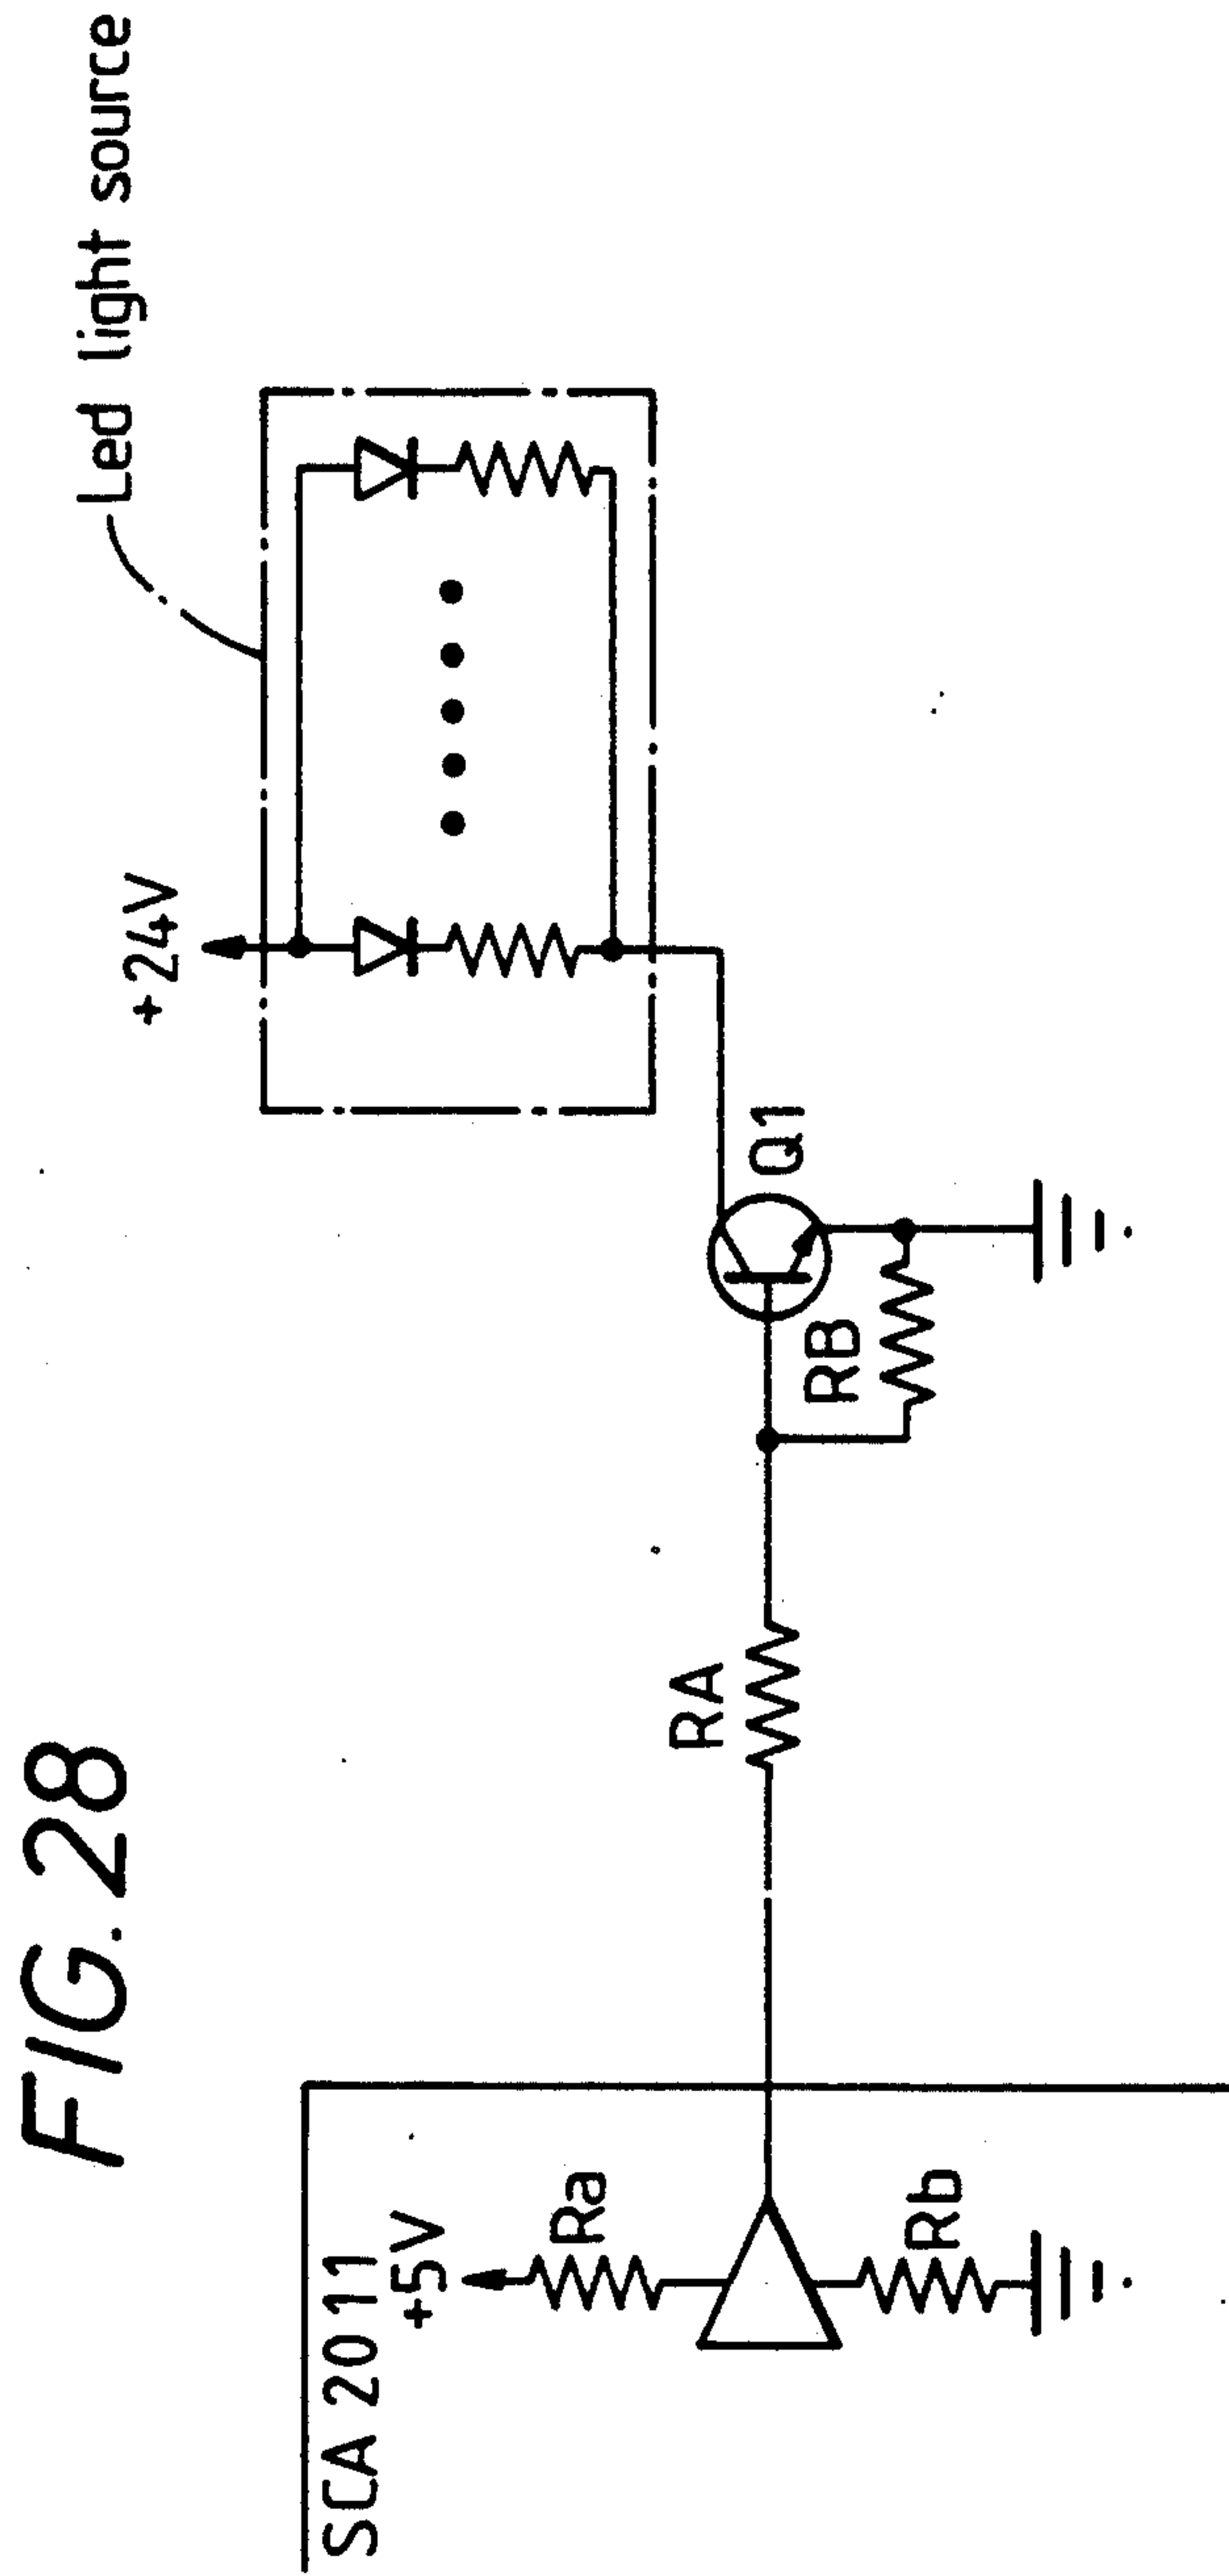 FIG. 28
SCA 2011
+5V
Ra
Rb
RA
RB
Q1
+24V
Led light source